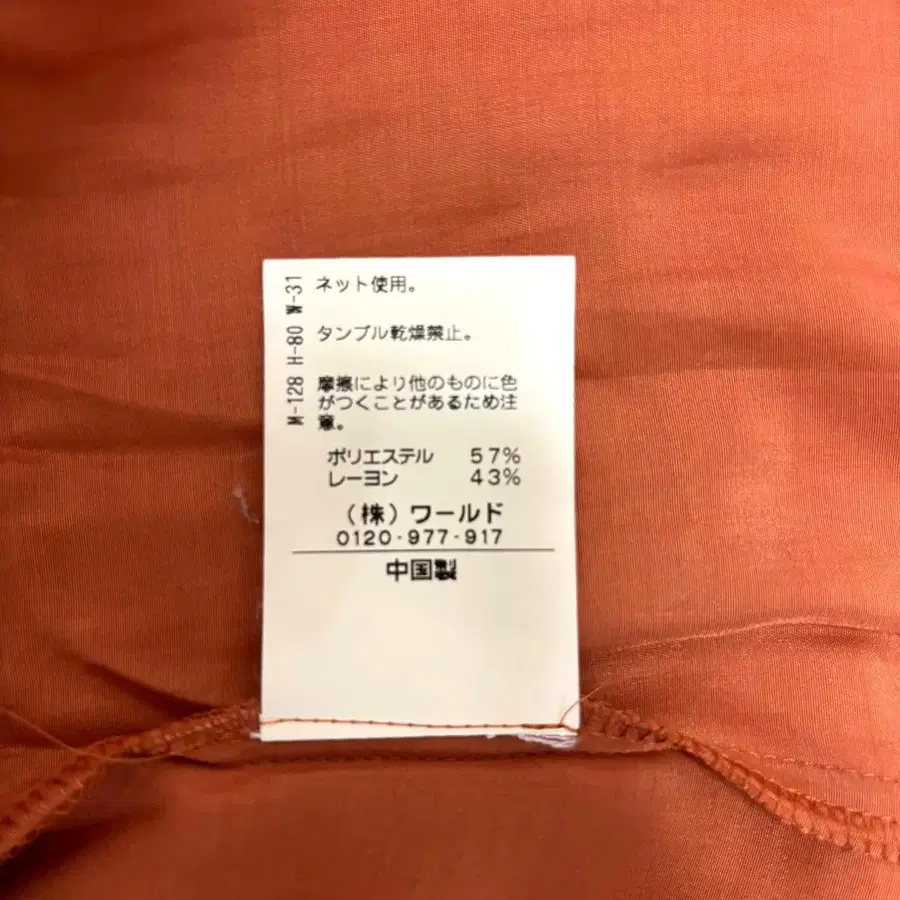 M-128 H-80 W-31
ネット使用。
タンブル乾燥禁止。
摩擦により他のものに色
がつくことがあるため注
意。
ポリエステル 57%
レーヨン 43%
(株)ワールド
0120-977-917
中国製